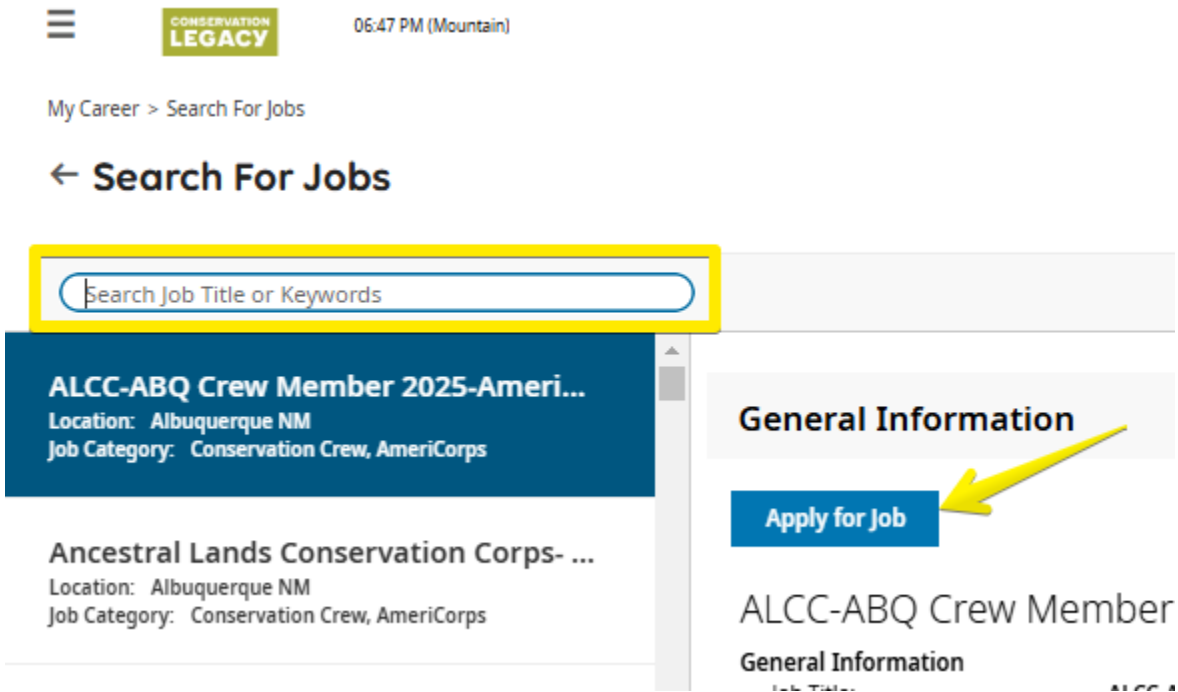 CONSERVATION
LEGACY
06:47 PM (Mountain)
My Career > Search For Jobs
← Search For Jobs
Search Job Title or Keywords
ALCC-ABQ Crew Member 2025-Ameri...
Location: Albuquerque NM
Job Category: Conservation Crew, AmeriCorps
Ancestral Lands Conservation Corps- ...
Location: Albuquerque NM
Job Category: Conservation Crew, AmeriCorps
General Information
Apply for Job
ALCC-ABQ Crew Member
General Information
Job Title: